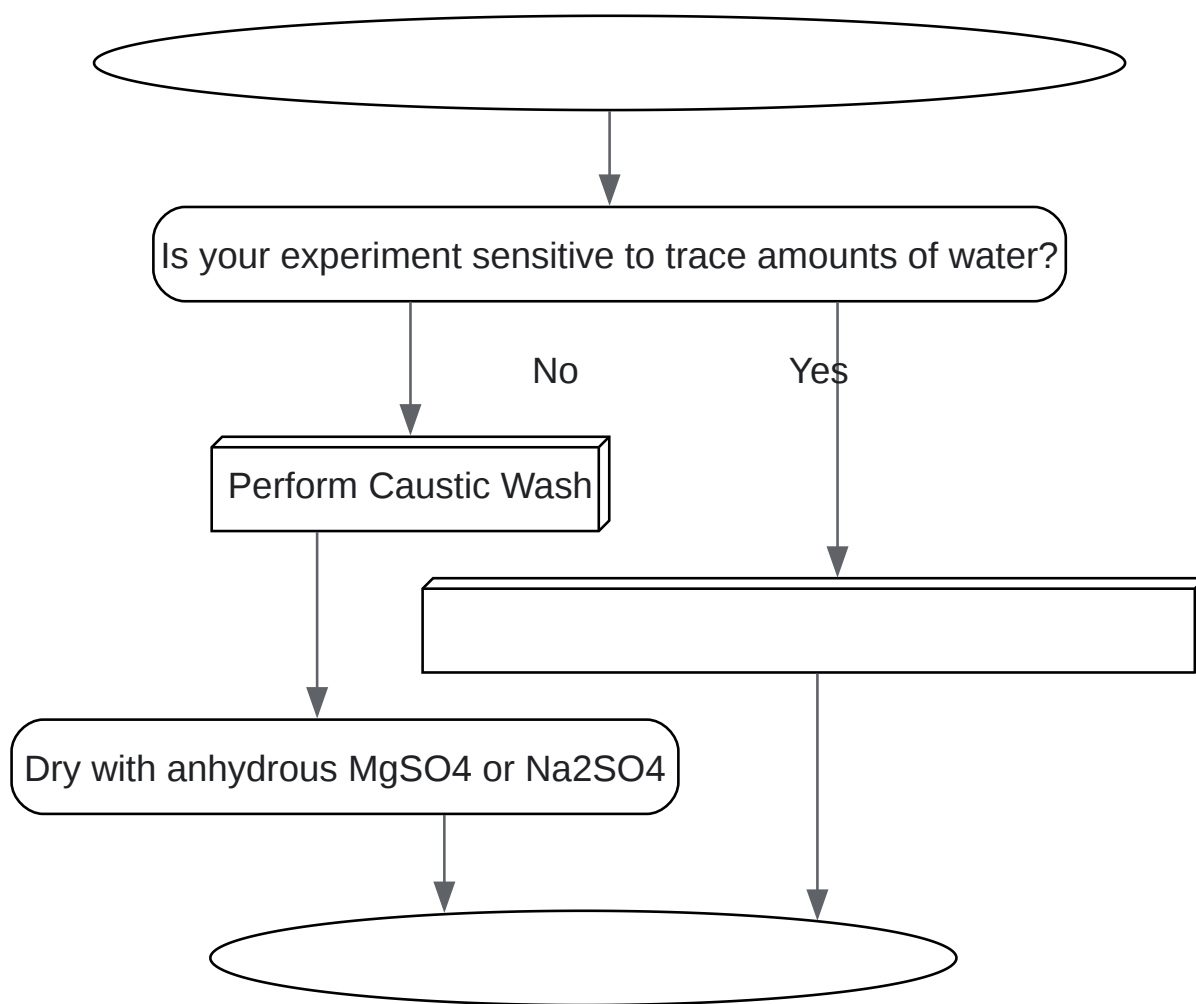 Is your experiment sensitive to trace amounts of water?
No
Yes
Perform Caustic Wash
Dry with anhydrous MgSO4 or Na2SO4